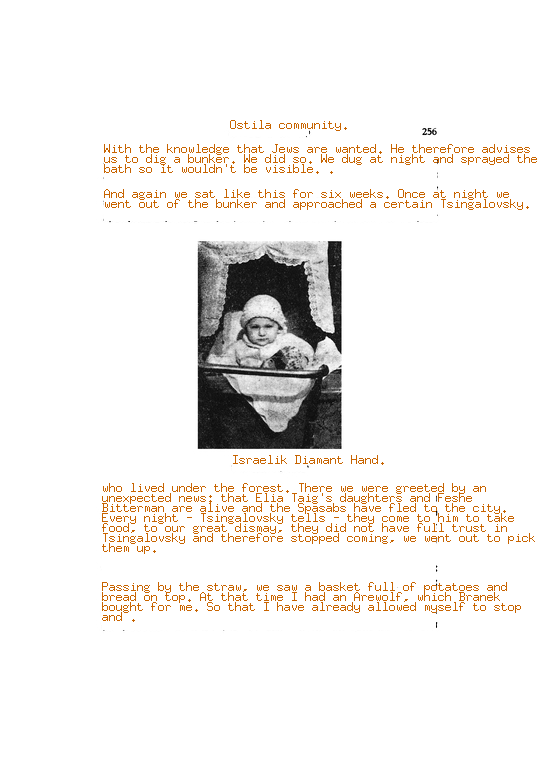 Ostila community.
256
With the knowledge that Jews are wanted. He therefore advises
us to dig a bunker. We did so. We dug at night and sprayed the
bath so it wouldn't be visible. .
And again we sat like this for six weeks. Once at night we
went out of the bunker and approached a certain Tsingalovsky.
Israelik Diamant Hand.
who lived under the forest. There we were greeted by an
unexpected news: that Elia Taig's daughters and Feshe
Bitterman are alive and the Spasabs have fled to the city.
Every night - Tsingalovsky tells - they come to him to take
food, to our great dismay, they did not have full trust in
Tsingalovsky and therefore stopped coming, we went out to pick
them up.
Passing by the straw, we saw a basket full of potatoes and
bread on top. At that time I had an Arewolf, which Branek
bought for me. So that I have already allowed myself to stop
and .